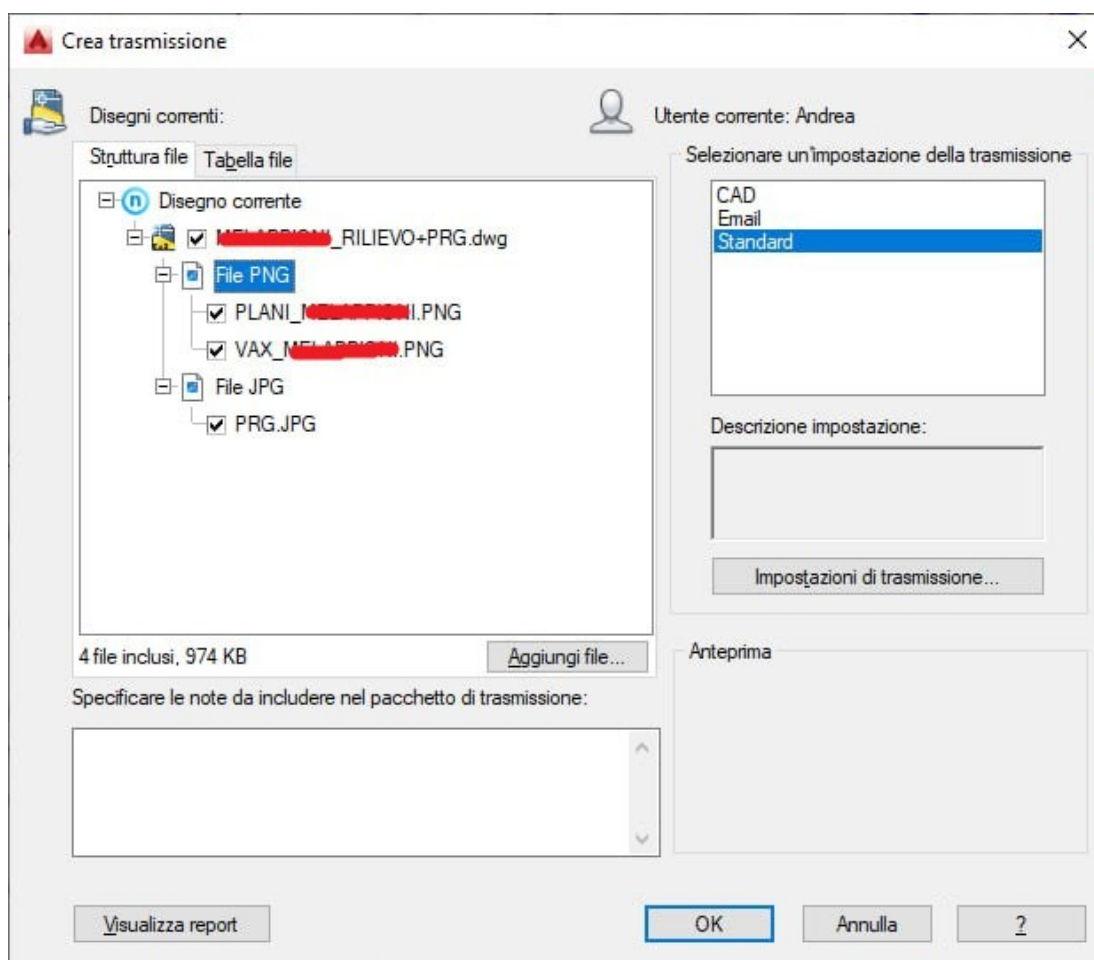 Crea trasmissione
Disegni correnti:
Utente corrente: Andrea
Struttura file
Tabella file
Disegno corrente
_RILIEVO+PRG.dwg
File PNG
PLANI_
.PNG
VAX_
.PNG
File JPG
PRG.JPG
4 file inclusi, 974 KB
Aggiungi file...
Specificare le note da includere nel pacchetto di trasmissione:
Selezionare un'impostazione della trasmissione
CAD
Email
Standard
Descrizione impostazione:
Impostazioni di trasmissione...
Anteprima
Visualizza report
OK
Annulla
?